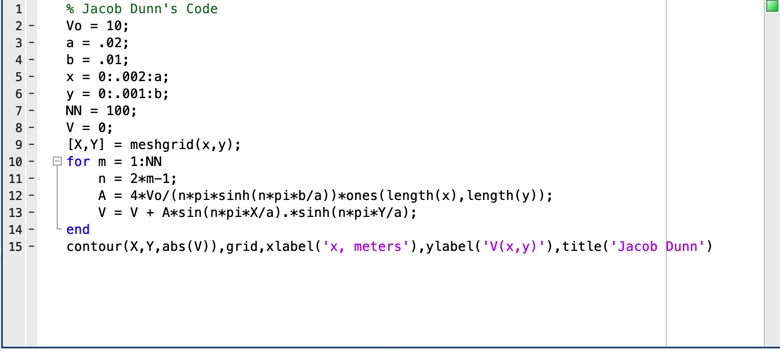 1 % Jacob Dunn's Code
2 - Vo = 10;
3 - a = .02;
4 - b = .01;
5 - x = 0:.002:a;
6 - y = 0:.001:b;
7 - NN = 100;
8 - V = 0;
9 - [X,Y] = meshgrid(x,y);
10 - for m = 1:NN
11 - n = 2*m-1;
12 - A = 4*Vo/(n*pi*sinh(n*pi*b/a))*ones(length(x),length(y));
13 - V = V + A*sin(n*pi*X/a).*sinh(n*pi*Y/a);
14 - end
15 - contour(X,Y,abs(V)),grid,xlabel('x, meters'),ylabel('V(x,y)'),title('Jacob Dunn')